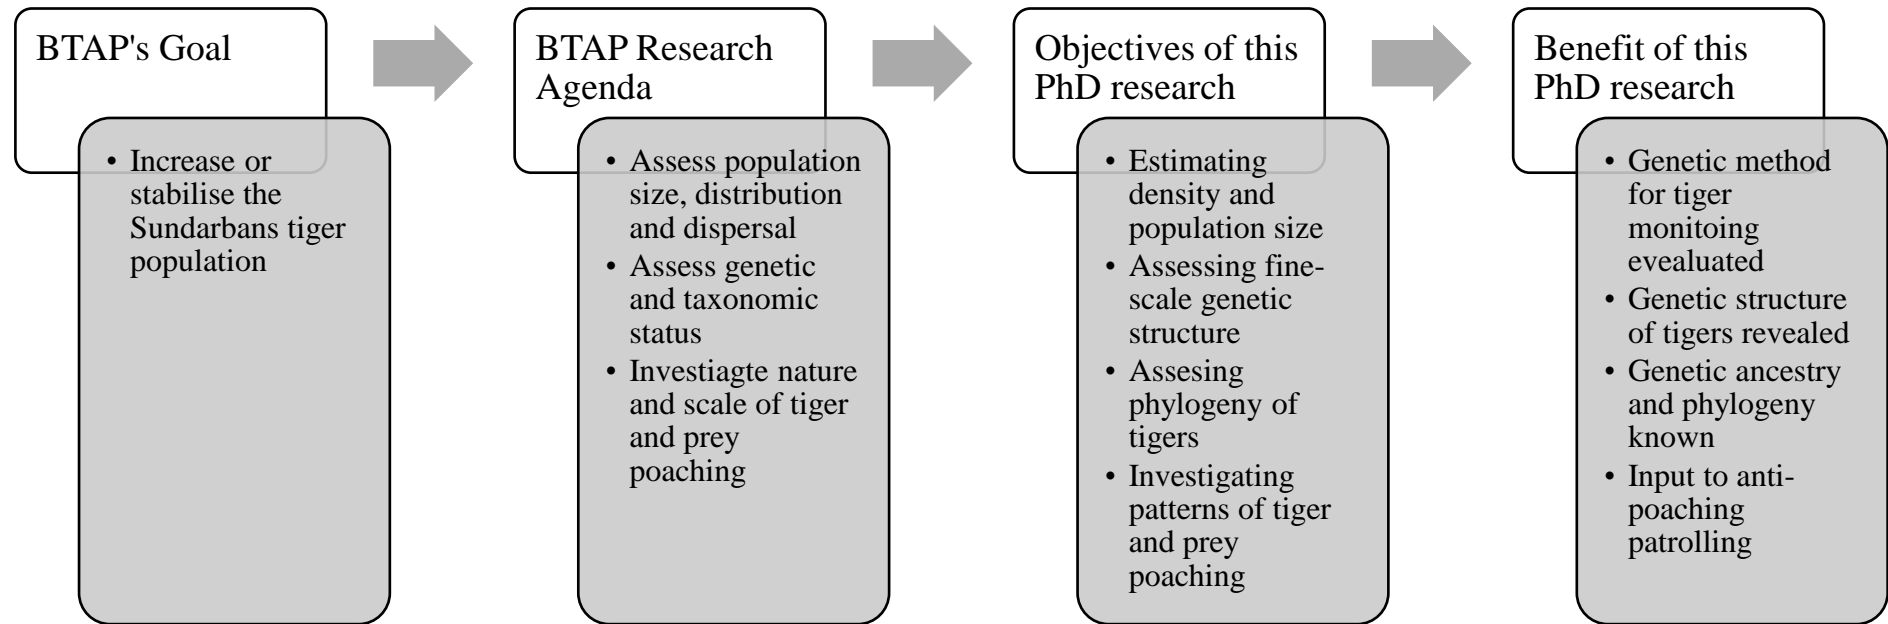 BTAP's Goal
• Increase or
stabilise the
Sundarbans tiger
population
BTAP Research
Agenda
• Assess population
size, distribution
and dispersal
• Assess genetic
and taxonomic
status
• Investiagte nature
and scale of tiger
and prey
poaching
Objectives of this
PhD research
• Estimating
density and
population size
• Assessing fine-
scale genetic
structure
• Assesing
phylogeny of
tigers
• Investigating
patterns of tiger
and prey
poaching
Benefit of this
PhD research
• Genetic method
for tiger
monitoing
evealuated
• Genetic structure
of tigers revealed
• Genetic ancestry
and phylogeny
known
• Input to anti-
poaching
patrolling